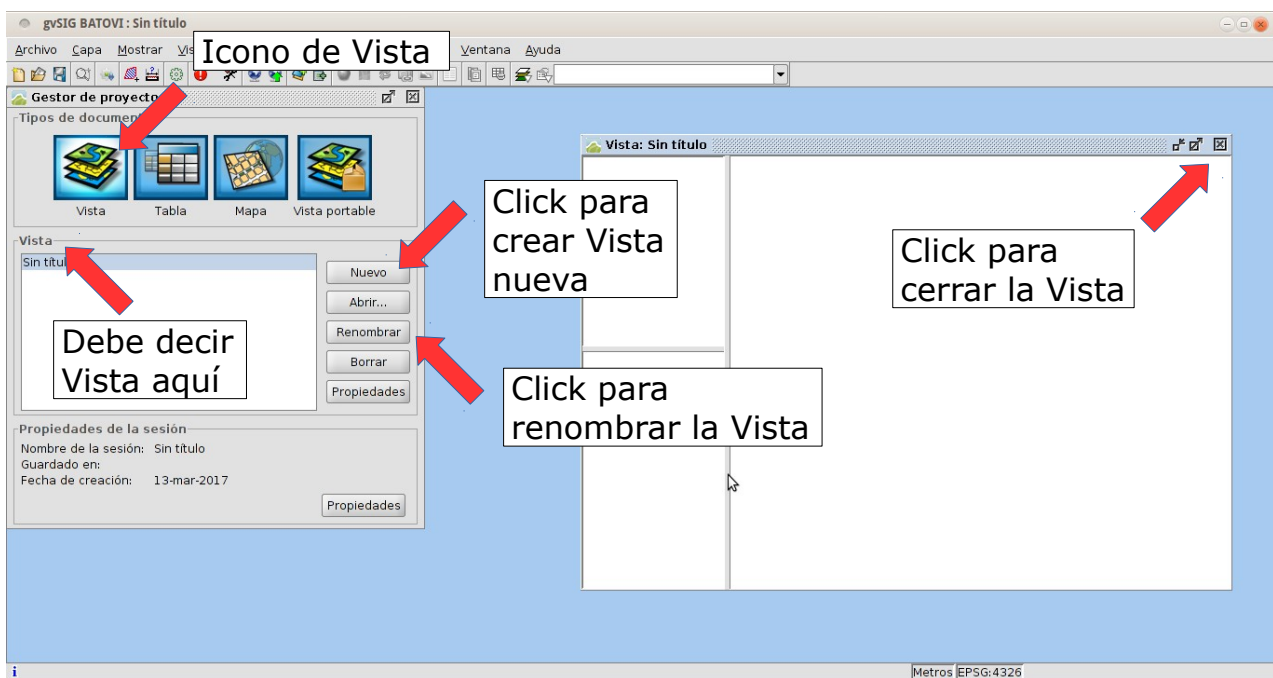 gvSIG BATOVI : Sin título
Archivo Capa Mostrar Vis
Icono de Vista
Ventana Ayuda
Gestor de proyecto
Tipos de document
Vista Tabla Mapa Vista portable
Vista
Sin títul
Nuevo
Abrir...
Renombrar
Borrar
Propiedades
Debe decir
Vista aquí
Propiedades de la sesión
Nombre de la sesión: Sin título
Guardado en:
Fecha de creación: 13-mar-2017
Propiedades
Click para
crear Vista
nueva
Click para
renombrar la Vista
Vista: Sin título
Click para
cerrar la Vista
Metros EPSG:4326